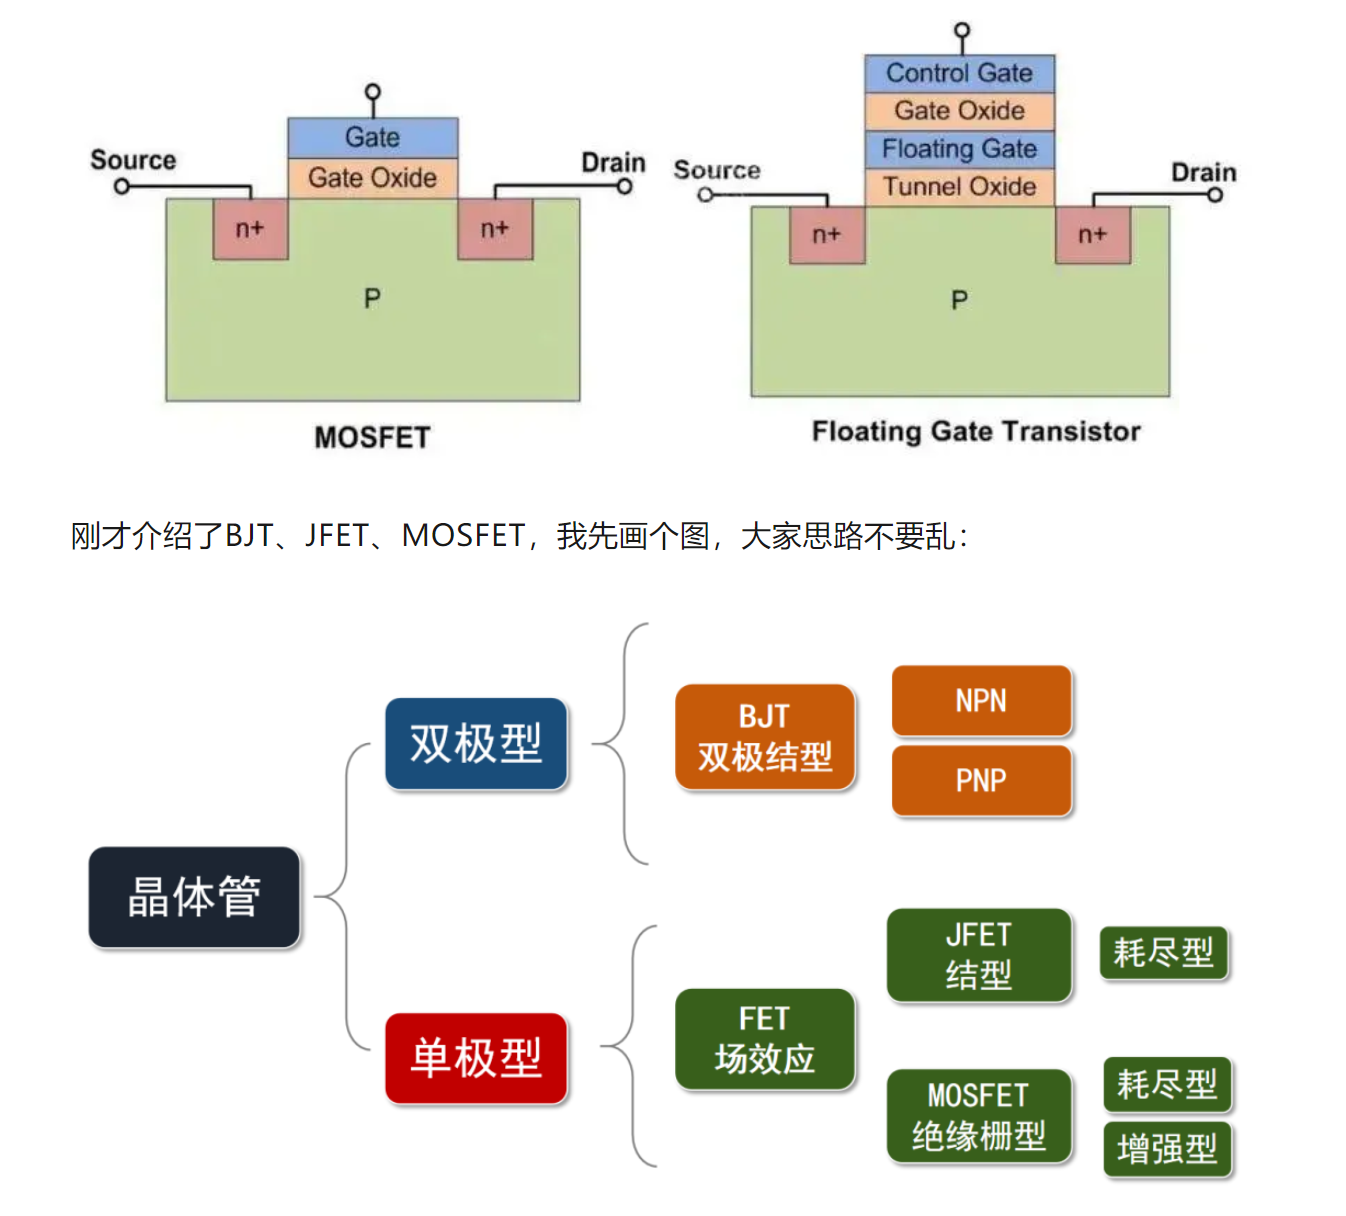 Gate
Gate Oxide
Source
Drain
n+
n+
P
MOSFET
Control Gate
Gate Oxide
Floating Gate
Tunnel Oxide
Source
Drain
n+
n+
P
Floating Gate Transistor
刚才介绍了BJT、JFET、MOSFET，我先画个图，大家思路不要乱：
晶体管
双极型
BJT
双极结型
NPN
PNP
单极型
FET
场效应
JFET
结型
耗尽型
MOSFET
绝缘栅型
耗尽型
增强型